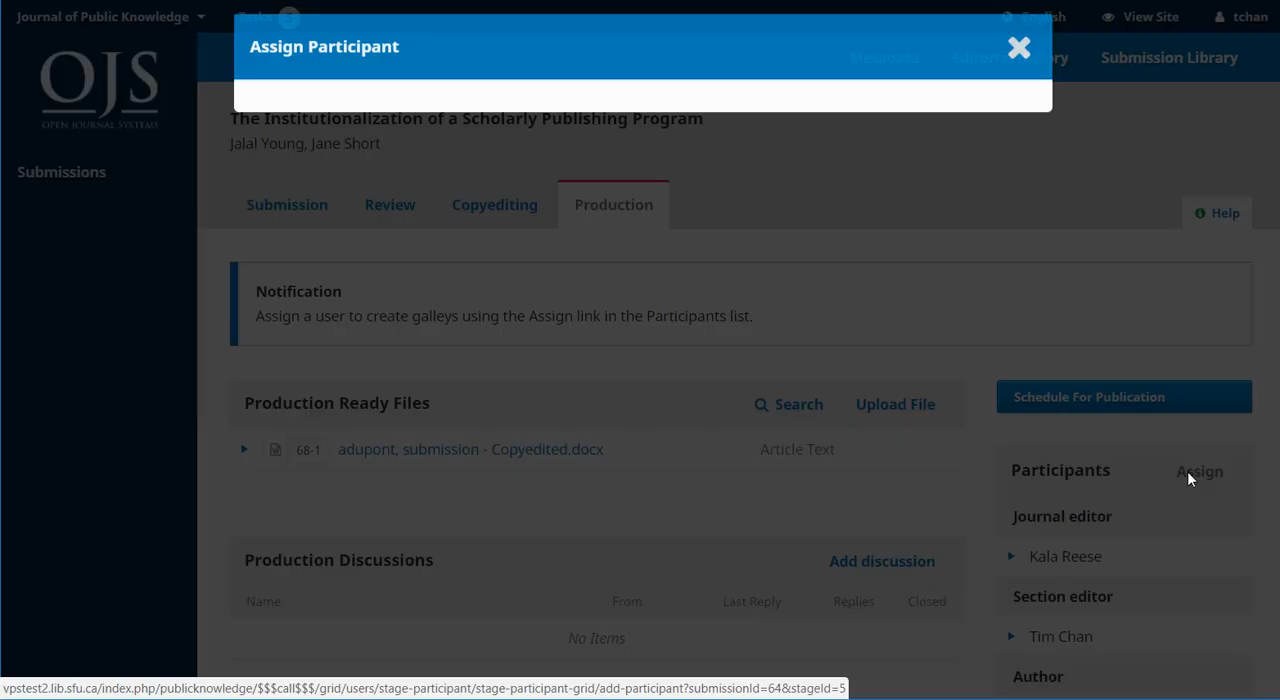 Journal of Public Knowledge
Tasks
English
View Site
tchan
Assign Participant
OJS
OPEN JOURNAL SYSTEMS
Metadata
Submission Library
Submissions
The Institutionalization of a Scholarly Publishing Program
Jalal Young, Jane Short
Submission
Review
Copyediting
Production
Help
Notification
Assign a user to create galleys using the Assign link in the Participants list.
Production Ready Files
Search
Upload File
Schedule For Publication
68-1
adupont, submission - Copyedited.docx
Article Text
Participants
Assign
Journal editor
Kala Reese
Production Discussions
Add discussion
Section editor
Name
From
Last Reply
Replies
Closed
No Items
Tim Chan
Author
vpstest2.lib.sfu.ca/index.php/publicknowledge/$$$call$$$/grid/users/stage-participant/stage-participant-grid/add-participant?submissionId=64&stageId=5